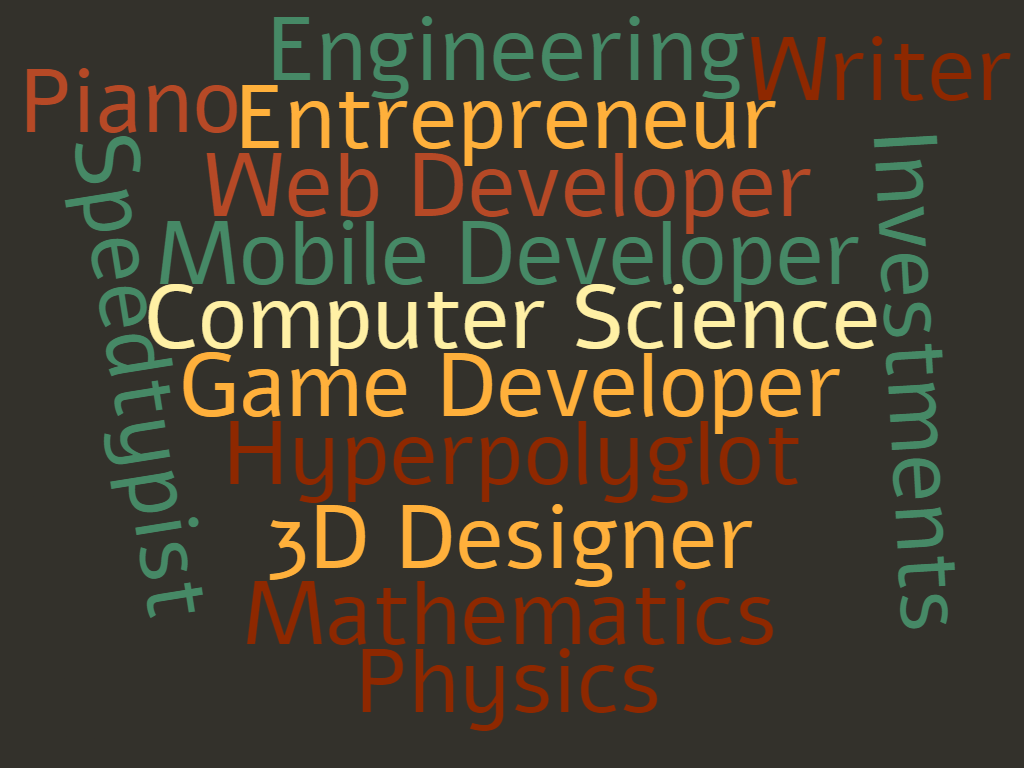 Engineering
Writer
Piano
Entrepreneur
Speedtypist
Web Developer
Investments
Mobile Developer
Computer Science
Game Developer
Hyperpolyglot
3D Designer
Mathematics
Physics